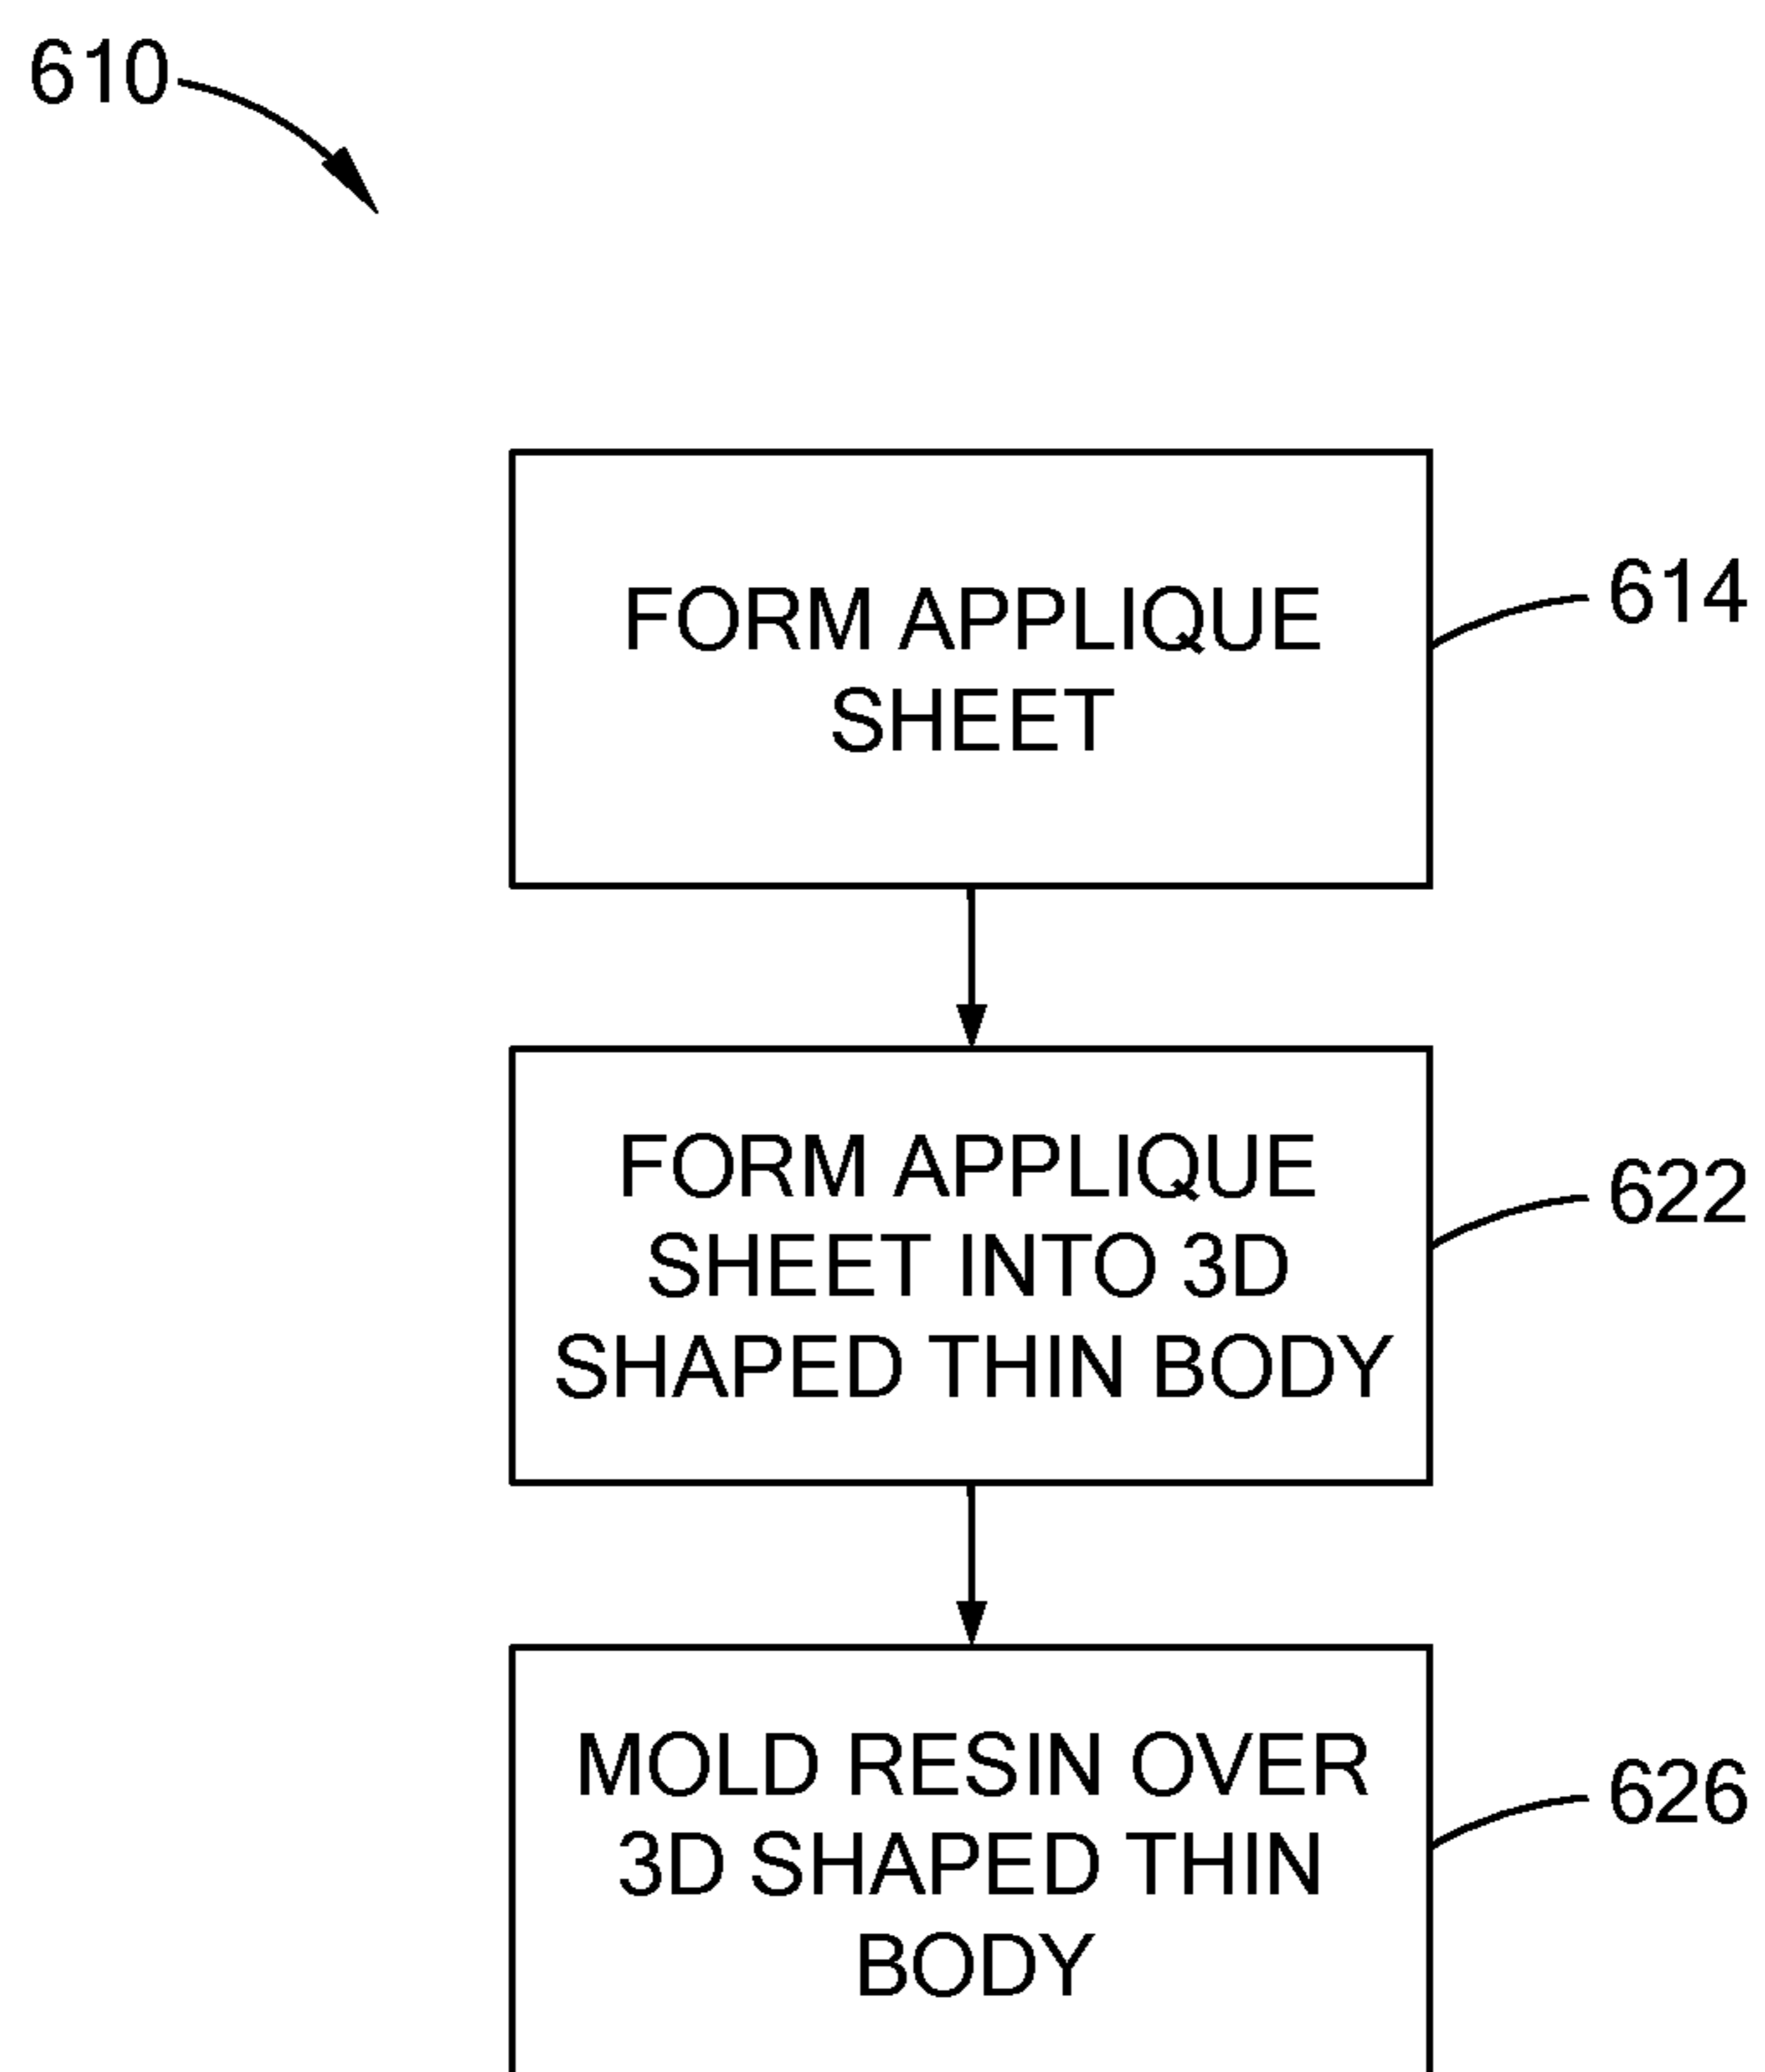 610
FORM APPLIQUE
SHEET
614
FORM APPLIQUE
SHEET INTO 3D
SHAPED THIN BODY
622
MOLD RESIN OVER
3D SHAPED THIN
BODY
626